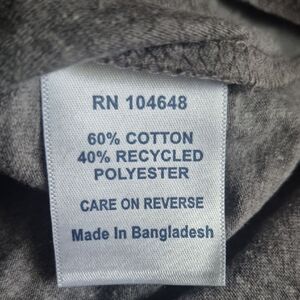 RN 104648
60% COTTON
40% RECYCLED
POLYESTER
CARE ON REVERSE
Made In Bangladesh